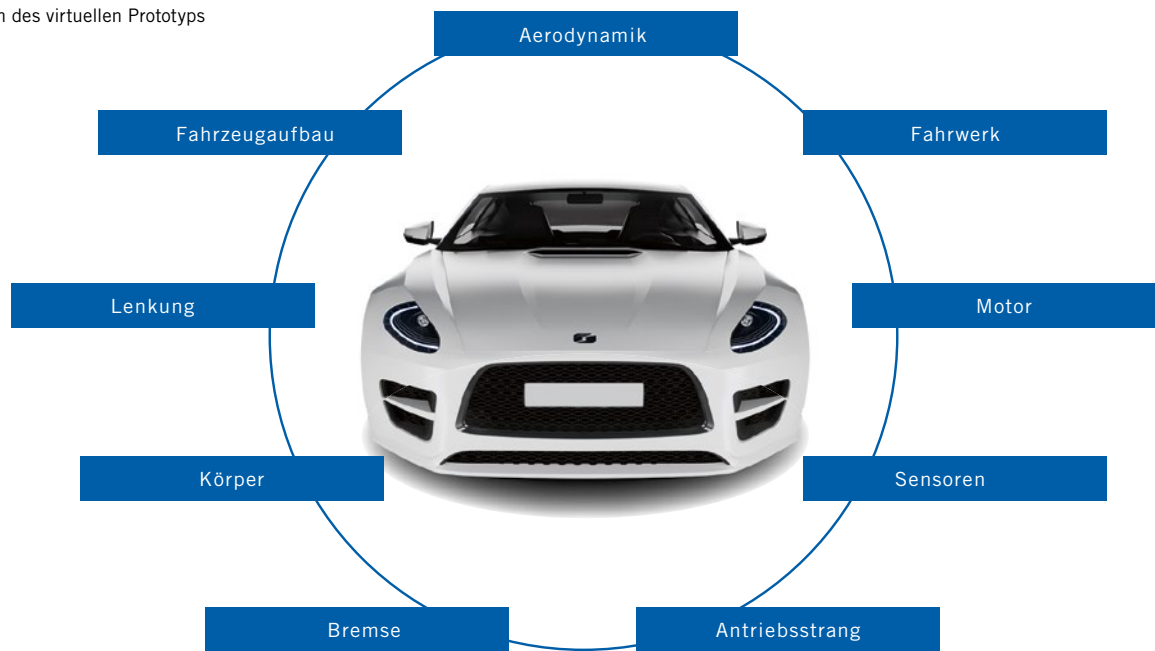 des virtuellen Prototyps
Aerodynamik
Fahrzeugaufbau
Fahrwerk
Lenkung
Motor
Körper
Sensoren
Bremse
Antriebsstrang